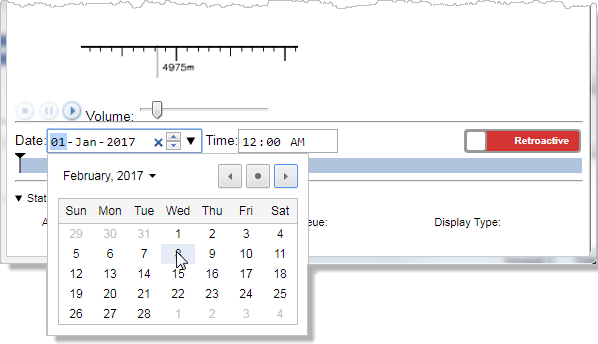 4975m
Volume:
Date: 01-Jan-2017 Time: 12:00 AM Retroactive
February, 2017
Stat
A ue: Display Type:
Sun Mon Tue Wed Thu Fri Sat
29 30 31 1 2 3 4
5 6 7 8 9 10 11
12 13 14 15 16 17 18
19 20 21 22 23 24 25
26 27 28 1 2 3 4